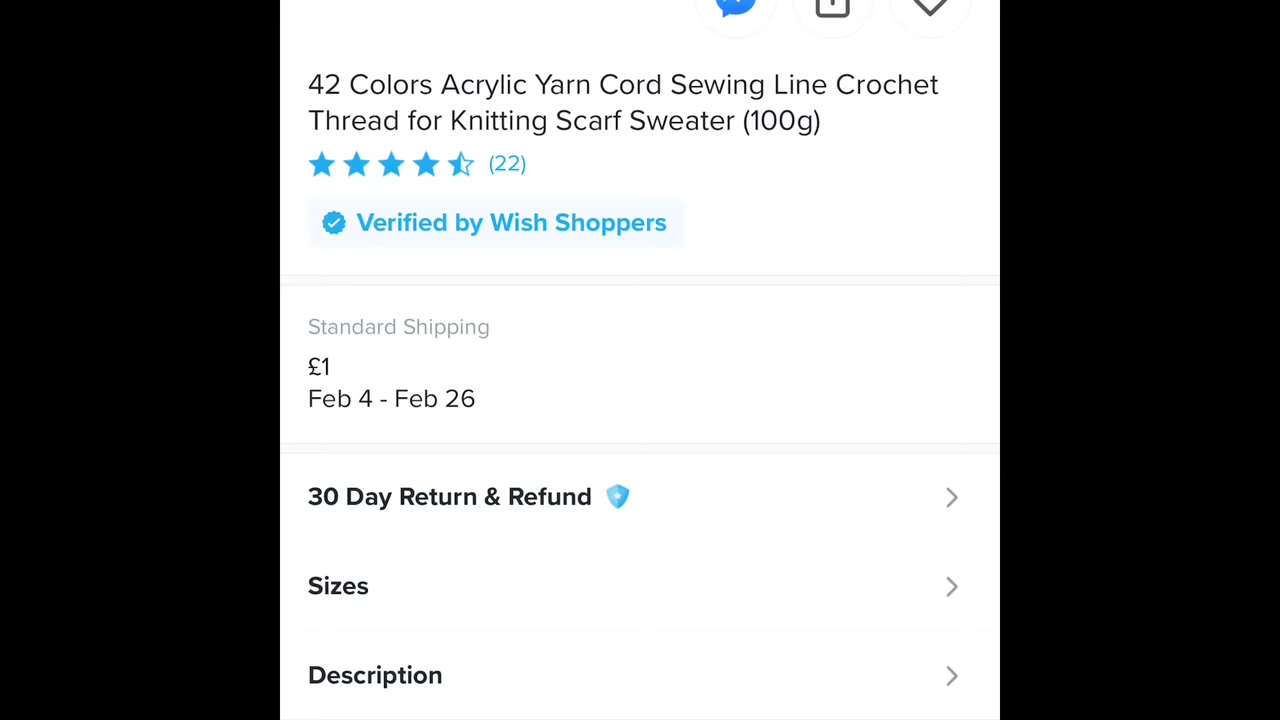 42 Colors Acrylic Yarn Cord Sewing Line Crochet
Thread for Knitting Scarf Sweater (100g)
(22)
Verified by Wish Shoppers
Standard Shipping
£1
Feb 4 - Feb 26
30 Day Return & Refund
Sizes
Description